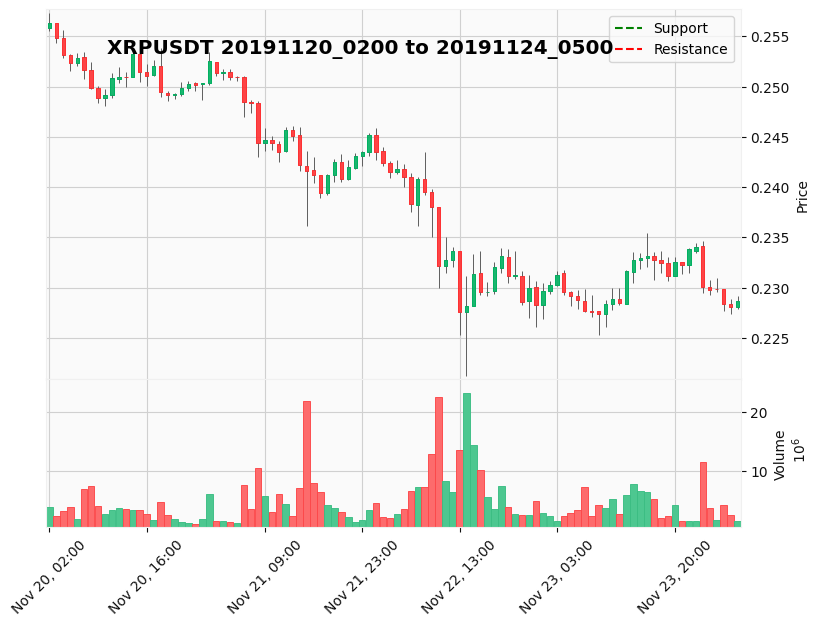 XRPUSDT 20191120_0200 to 20191124_0500
Support
Resistance
0.255
0.250
0.245
0.240
0.235
0.230
0.225
Price
20
10
Volume
10^6
Nov 20, 02:00
Nov 20, 16:00
Nov 21, 09:00
Nov 21, 23:00
Nov 22, 13:00
Nov 23, 03:00
Nov 23, 20:00